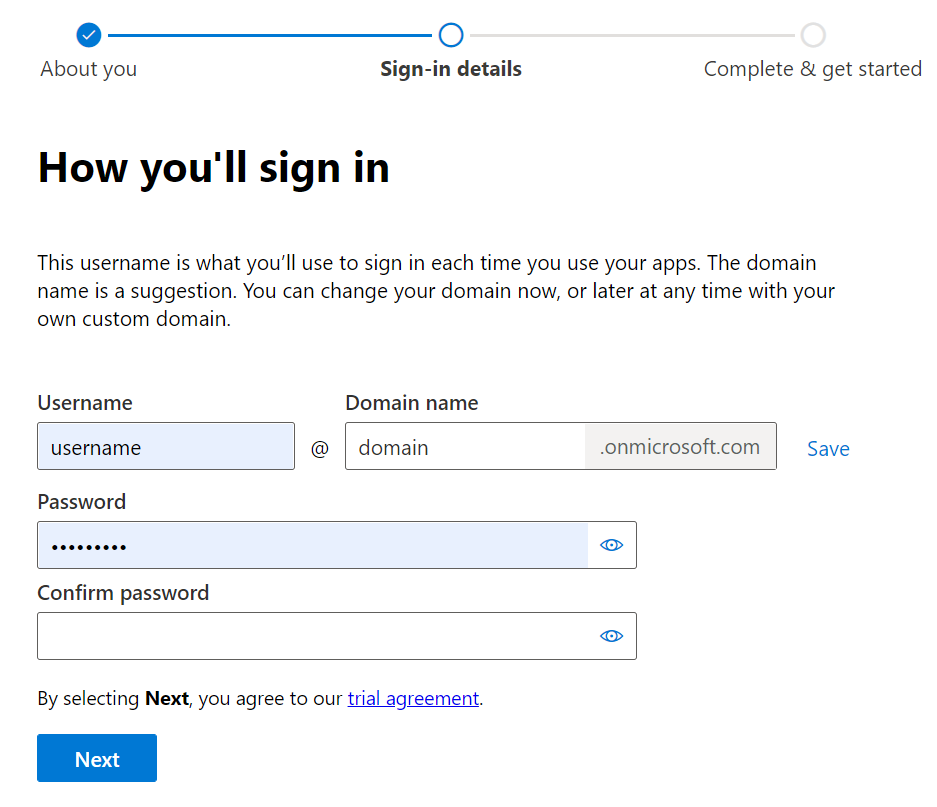 About you
Sign-in details
Complete & get started
How you'll sign in
This username is what you’ll use to sign in each time you use your apps. The domain
name is a suggestion. You can change your domain now, or later at any time with your
own custom domain.
Username
Domain name
username @ domain .onmicrosoft.com Save
Password
•••••••••
Confirm password
By selecting Next, you agree to our trial agreement.
Next